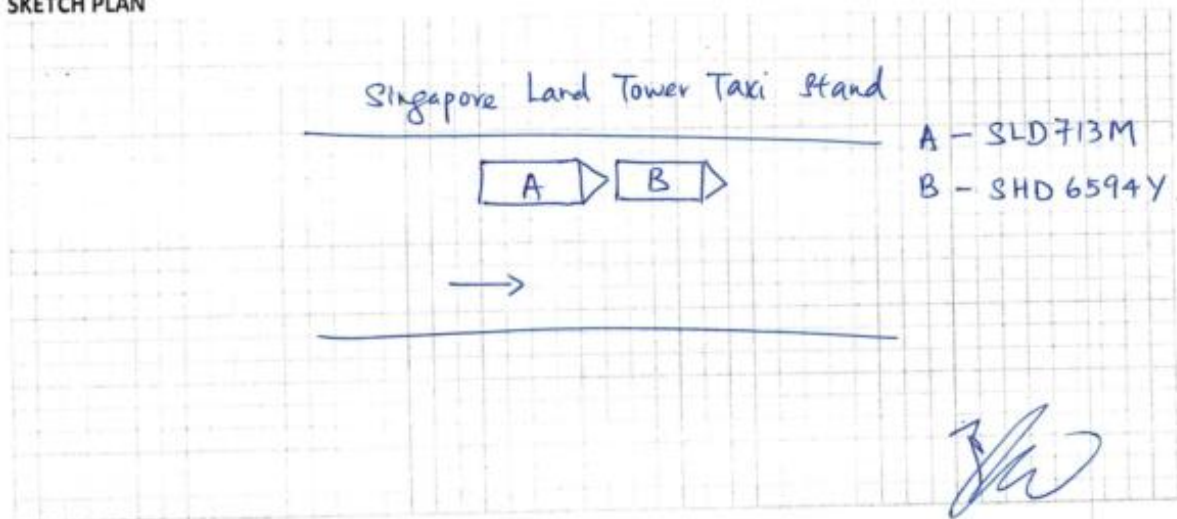 SKETCH PLAN
Singapore Land Tower Taxi Stand
A - SLD713M
B - SHD6594Y
A
B